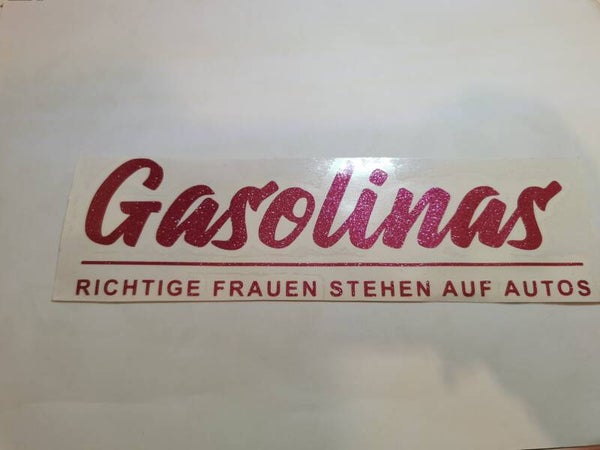 Gasolinas
RICHTIGE FRAUEN STEHEN AUF AUTOS